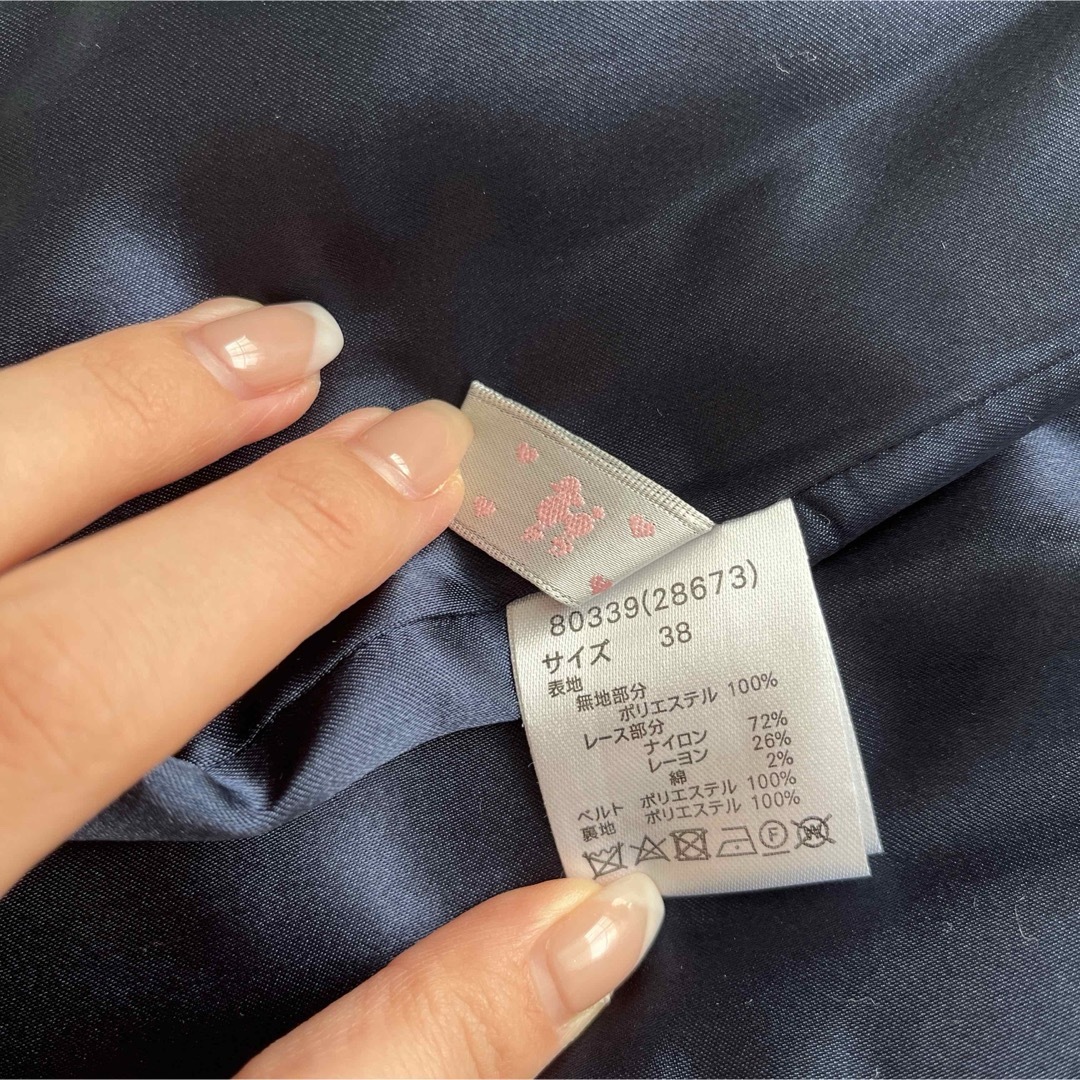 80339(28673)
サイズ 38
表地
無地部分
ポリエステル 100%
レース部分
ナイロン 72%
レーヨン 26%
綿 2%
ベルト ポリエステル 100%
裏地 ポリエステル 100%
F W